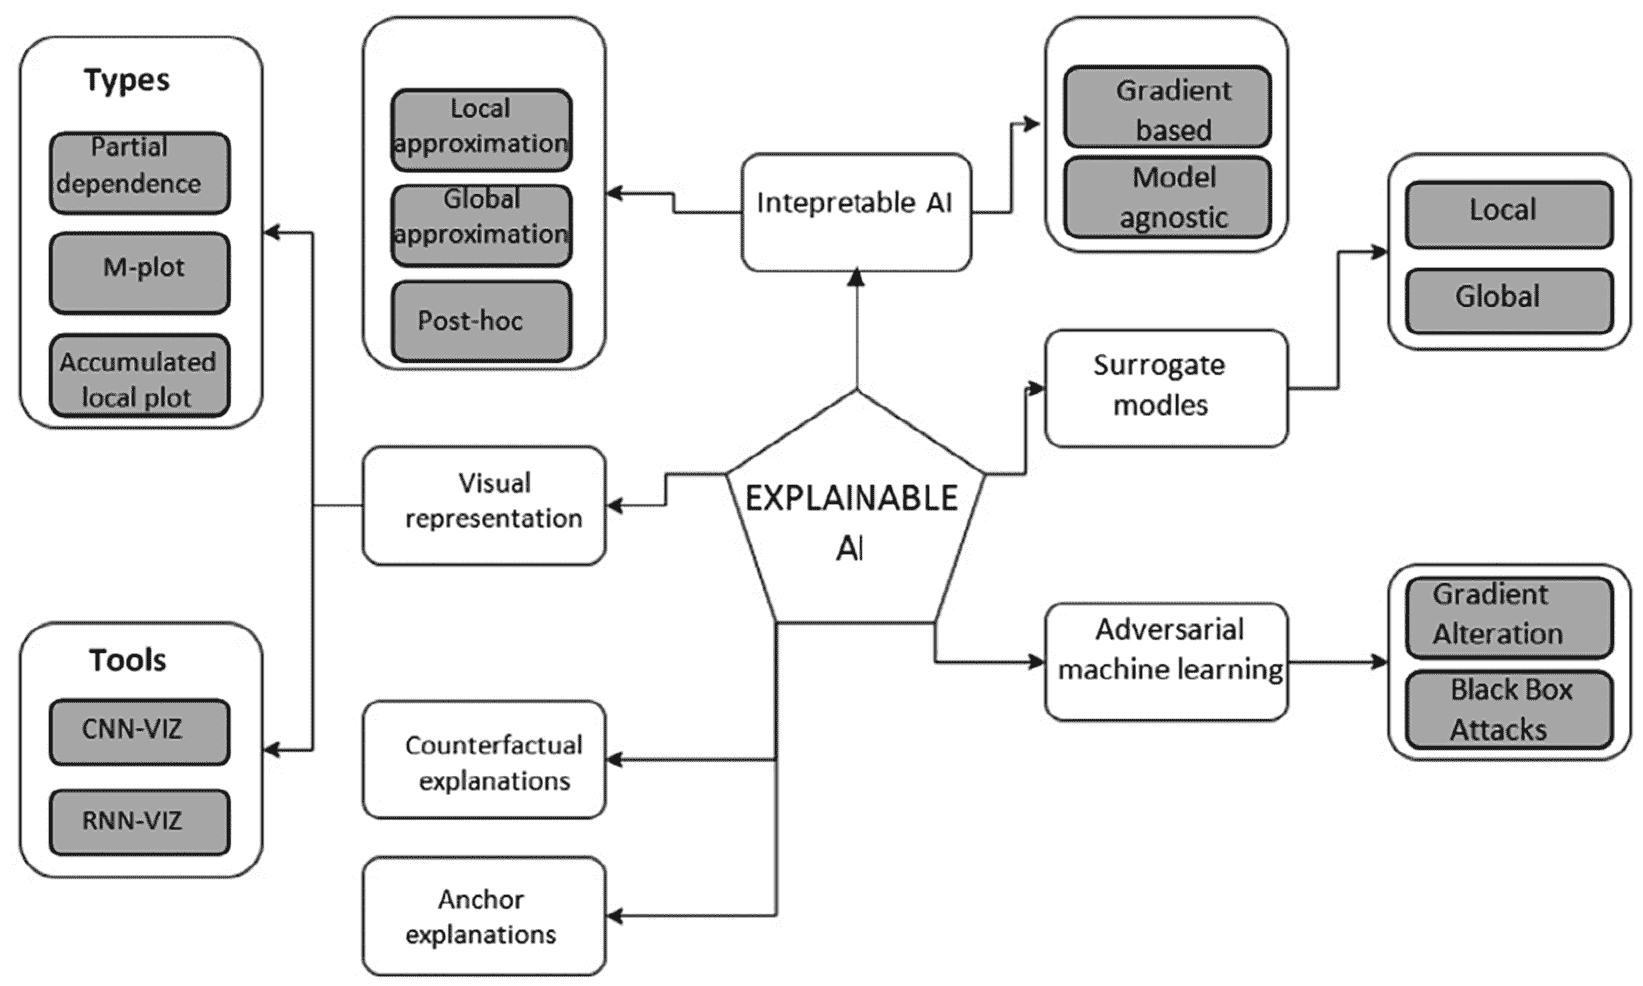 Types
Partial
dependence
M-plot
Accumulated
local plot
Local
approximation
Global
approximation
Post-hoc
Intepretable AI
Gradient
based
Model
agnostic
Local
Global
Surrogate
modles
Visual
representation
EXPLAINABLE
AI
Tools
CNN-VIZ
RNN-VIZ
Counterfactual
explanations
Anchor
explanations
Adversarial
machine learning
Gradient
Alteration
Black Box
Attacks